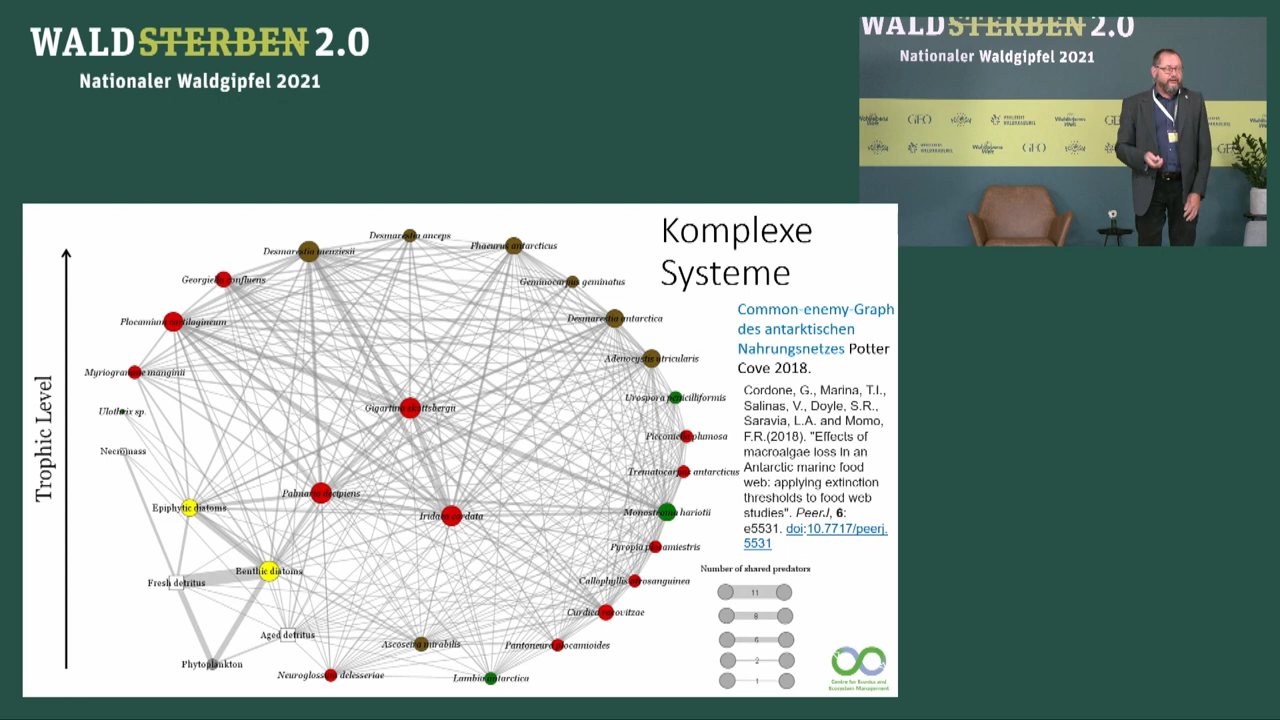 WALDSTERBEN 2.0
Nationaler Waldgipfel 2021
WALDSTERBEN 2.0
Nationaler Waldgipfel 2021
GEO
GEO
Komplexe
Systeme
Common-enemy-Graph
des antarktischen
Nahrungsnetzes Potter
Cove 2018.
Cordone, G., Marina, T.I.,
Salinas, V., Doyle, S.R.,
Saravia, L.A. and Momo,
F.R.(2018). "Effects of
macroalgae loss in an
Antarctic marine food
web: applying extinction
thresholds to food web
studies". PeerJ, 6:
e5531. doi:10.7717/peerj.
5531
Trophic Level
Desmarestia anceps
Desmarestia menziesii
Phaeurus antarcticus
Georgiella confluens
Geminocarpus geminatus
Plocamium cartilagineum
Desmarestia antarctica
Adenocystis utricularis
Myriogramme manginii
Urospora penicilliformis
Gigartina skottsbergii
Ulothrix sp.
Picconiella plumosa
Necromass
Trematocarpus antarcticus
Palmaria decipiens
Epiphytic diatoms
Iridaea cordata
Monostroma hariotii
Pyropia plocamiestris
Benthic diatoms
Fresh detritus
Callophyllis atrosanguinea
Curdiea racovitzae
Aged detritus
Ascoseira mirabilis
Pantoneura plocamioides
Phytoplankton
Neuroglossum delesseriae
Lambia antarctica
Number of shared predators
11
8
6
2
1
Centre for Econics and
Ecosystem Management